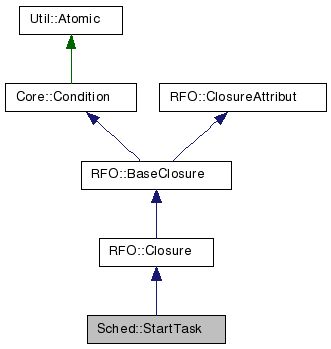 Util::Atomic
Core::Condition
RFO::ClosureAttribut
RFO::BaseClosure
RFO::Closure
Sched::StartTask